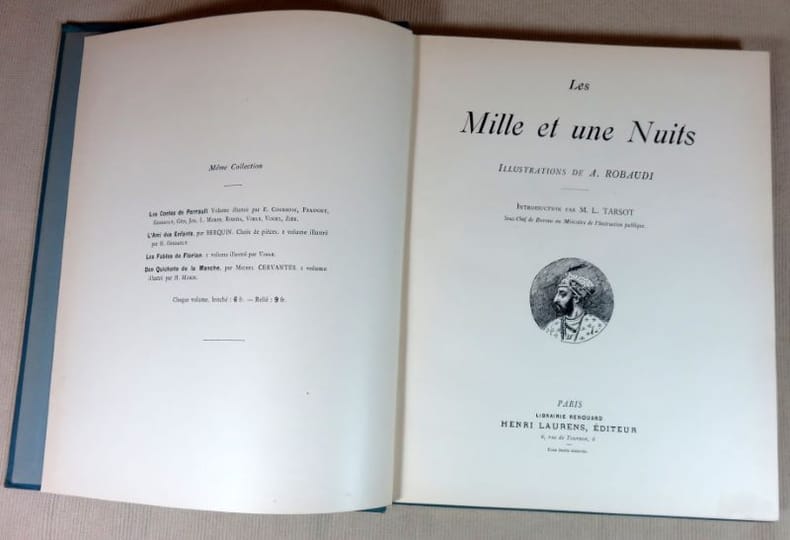 Même Collection
Les Contes de Perrault Volume illustré par E. Courboin, Fraipont,
Geoffroy, Géo, Job, L. Morin, Robida, Vimar, Vogel, Zier.
L'Ami des Enfants, par BERQUIN. Choix de pièces. 1 volume illustré
par H. Gerbault.
Les Fables de Florian. 1 volume illustré par Vimar.
Don Quichotte de la Manche, par Michel CERVANTÈS. 1 volume
illustré par H. Morin.
Chaque volume, broché : 6 fr. — Relié : 9 fr.
Les
Mille et une Nuits
ILLUSTRATIONS DE A. ROBAUDI
INTRODUCTION PAR M. L. TARSOT
Sous-Chef de Bureau au Ministère de l'Instruction publique.
PARIS
LIBRAIRIE RENOUARD
HENRI LAURENS, ÉDITEUR
6, rue de Tournon, 6
Tous droits réservés.